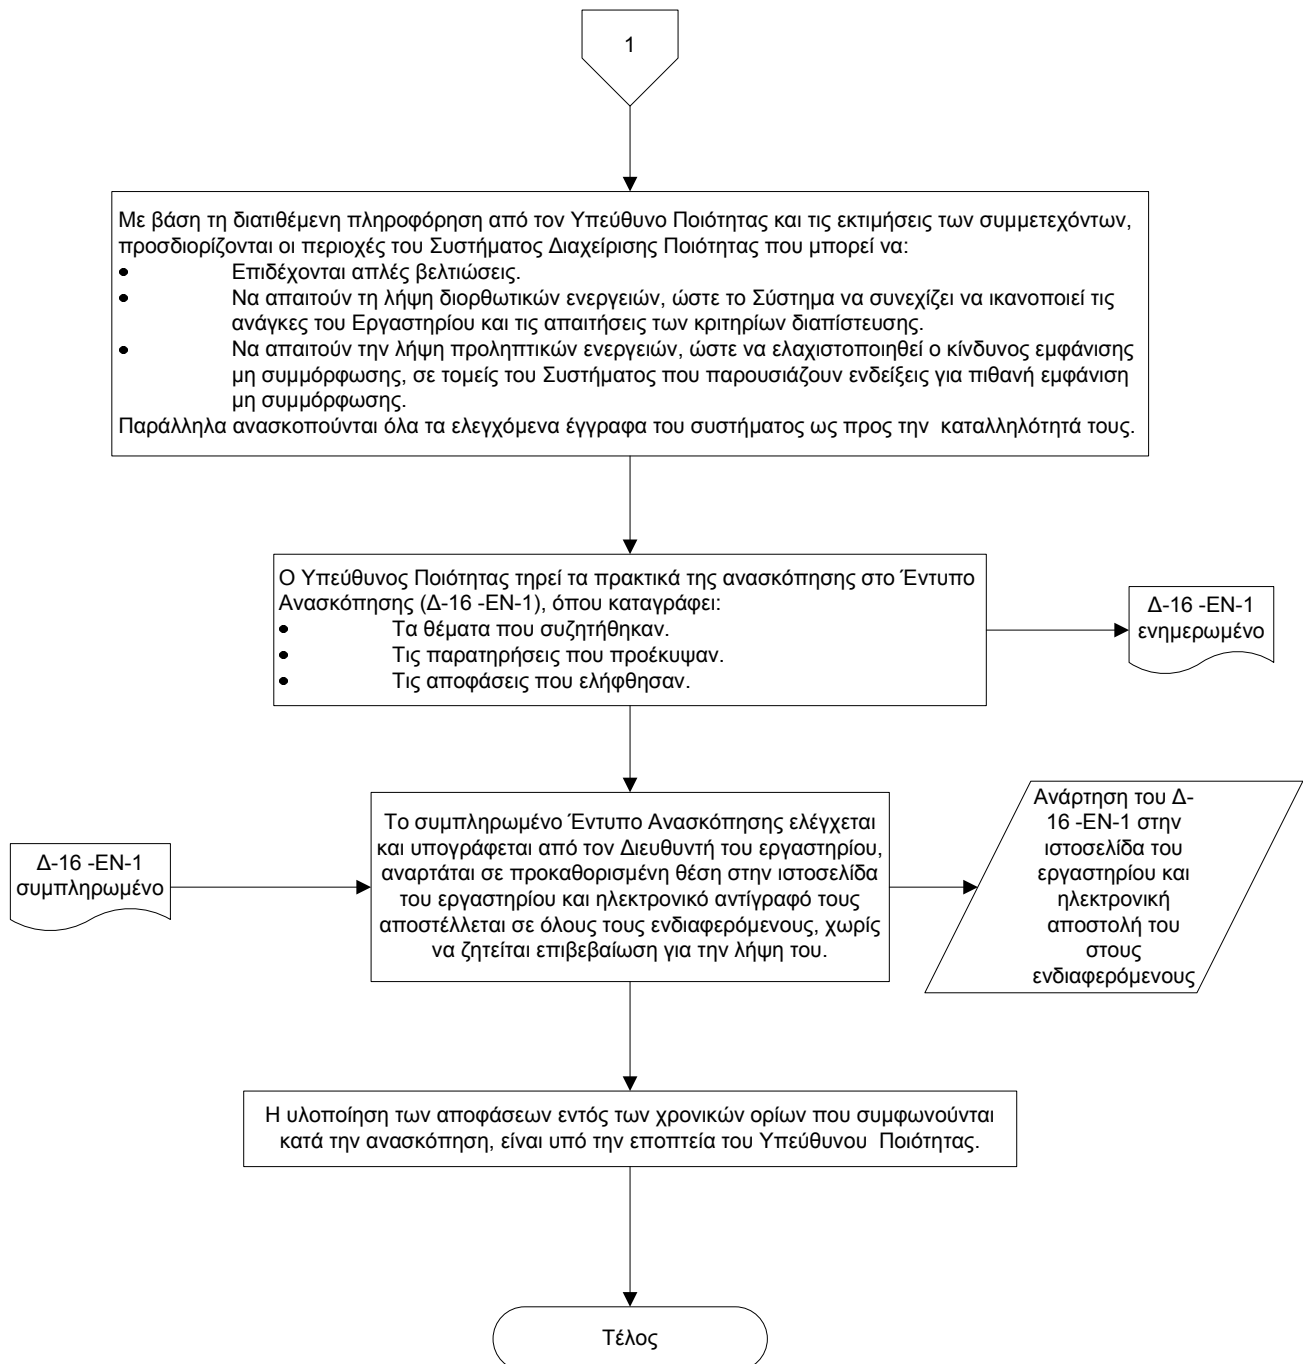 1
Με βάση τη διατιθέμενη πληροφόρηση από τον Υπεύθυνο Ποιότητας και τις εκτιμήσεις των συμμετεχόντων,
προσδιορίζονται οι περιοχές του Συστήματος Διαχείρισης Ποιότητας που μπορεί να:
• Επιδέχονται απλές βελτιώσεις.
• Να απαιτούν τη λήψη διορθωτικών ενεργειών, ώστε το Σύστημα να συνεχίζει να ικανοποιεί τις
ανάγκες του Εργαστηρίου και τις απαιτήσεις των κριτηρίων διαπίστευσης.
• Να απαιτούν την λήψη προληπτικών ενεργειών, ώστε να ελαχιστοποιηθεί ο κίνδυνος εμφάνισης
μη συμμόρφωσης, σε τομείς του Συστήματος που παρουσιάζουν ενδείξεις για πιθανή εμφάνιση
μη συμμόρφωσης.
Παράλληλα ανασκοπούνται όλα τα ελεγχόμενα έγγραφα του συστήματος ως προς την καταλληλότητά τους.
Ο Υπεύθυνος Ποιότητας τηρεί τα πρακτικά της ανασκόπησης στο Έντυπο
Ανασκόπησης (Δ-16 -ΕΝ-1), όπου καταγράφει:
• Τα θέματα που συζητήθηκαν.
• Τις παρατηρήσεις που προέκυψαν.
• Τις αποφάσεις που ελήφθησαν.
Δ-16 -ΕΝ-1
ενημερωμένο
Δ-16 -ΕΝ-1
συμπληρωμένο
Το συμπληρωμένο Έντυπο Ανασκόπησης ελέγχεται
και υπογράφεται από τον Διευθυντή του εργαστηρίου,
αναρτάται σε προκαθορισμένη θέση στην ιστοσελίδα
του εργαστηρίου και ηλεκτρονικό αντίγραφό τους
αποστέλλεται σε όλους τους ενδιαφερόμενους, χωρίς
να ζητείται επιβεβαίωση για την λήψη του.
Ανάρτηση του Δ-
16 -ΕΝ-1 στην
ιστοσελίδα του
εργαστηρίου και
ηλεκτρονική
αποστολή του
στους
ενδιαφερόμενους
Η υλοποίηση των αποφάσεων εντός των χρονικών ορίων που συμφωνούνται
κατά την ανασκόπηση, είναι υπό την εποπτεία του Υπεύθυνου Ποιότητας.
Τέλος